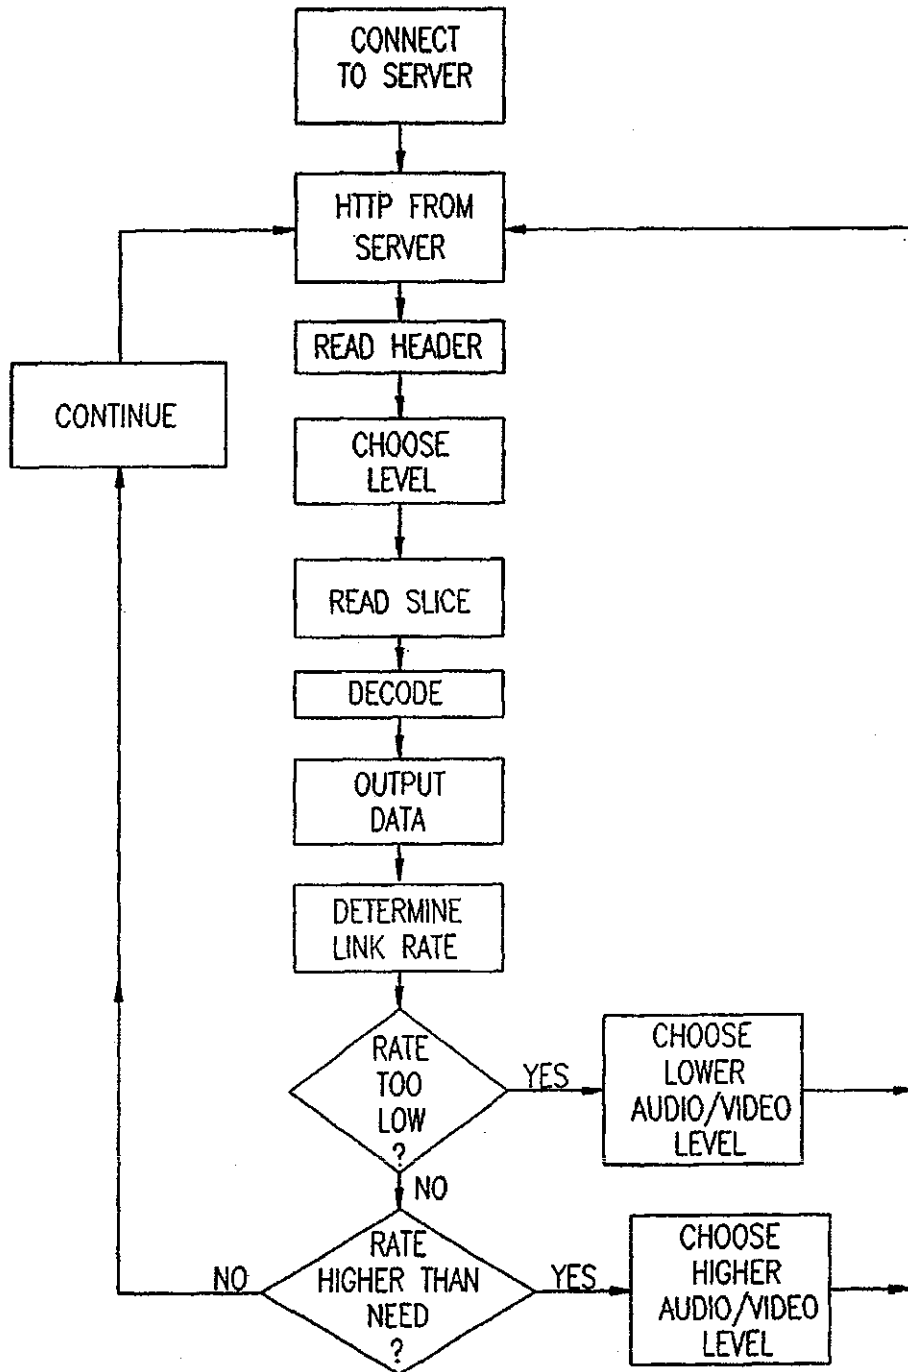 CONNECT
TO SERVER
HTTP FROM
SERVER
READ HEADER
CONTINUE
CHOOSE
LEVEL
READ SLICE
DECODE
OUTPUT
DATA
DETERMINE
LINK RATE
RATE
TOO
LOW
?
YES
CHOOSE
LOWER
AUDIO/VIDEO
LEVEL
NO
RATE
HIGHER THAN
NEED
?
NO
YES
CHOOSE
HIGHER
AUDIO/VIDEO
LEVEL